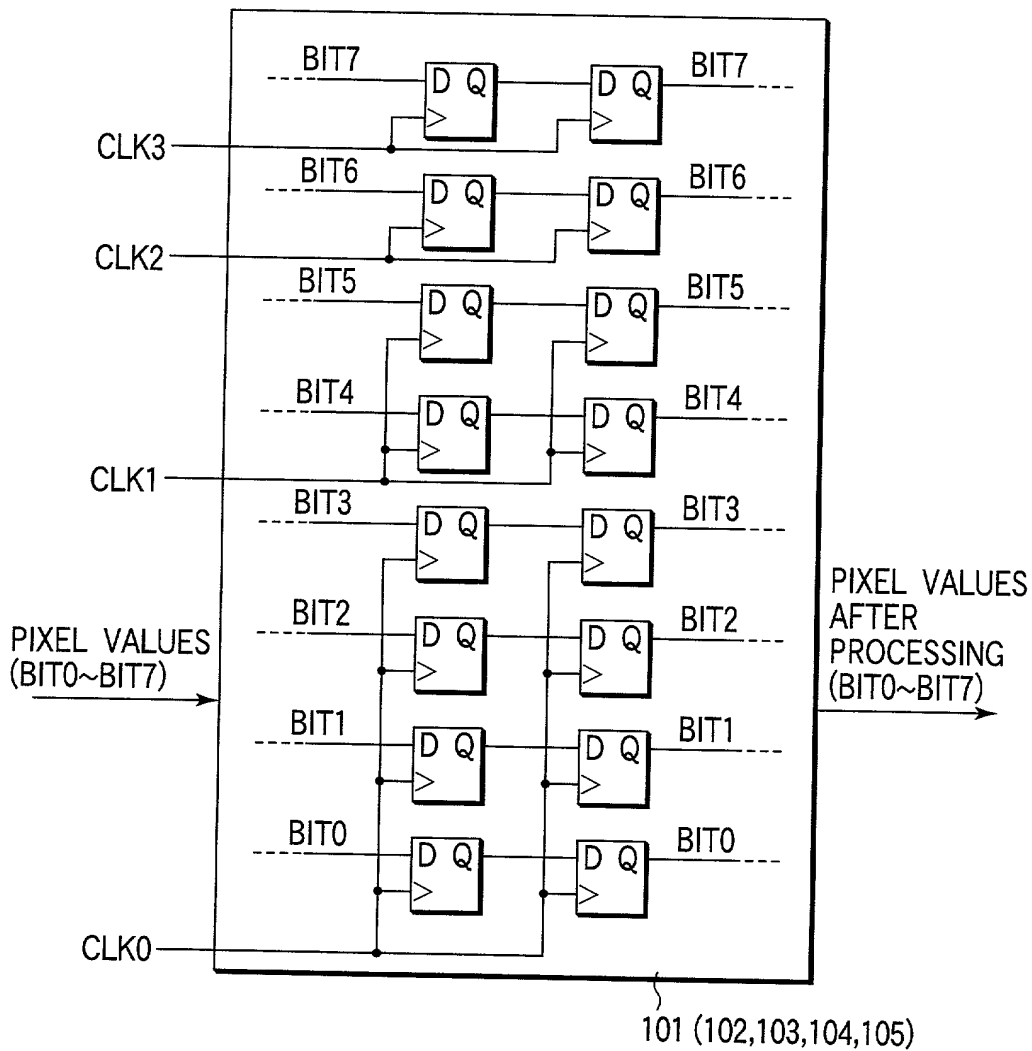 BIT7
D Q
D Q
BIT7
CLK3
BIT6
D Q
D Q
BIT6
CLK2
BIT5
D Q
D Q
BIT5
BIT4
D Q
D Q
BIT4
CLK1
BIT3
D Q
D Q
BIT3
BIT2
D Q
D Q
BIT2
PIXEL VALUES
(BIT0~BIT7)
PIXEL VALUES
AFTER
PROCESSING
(BIT0~BIT7)
BIT1
D Q
D Q
BIT1
BIT0
D Q
D Q
BIT0
CLK0
101 (102,103,104,105)